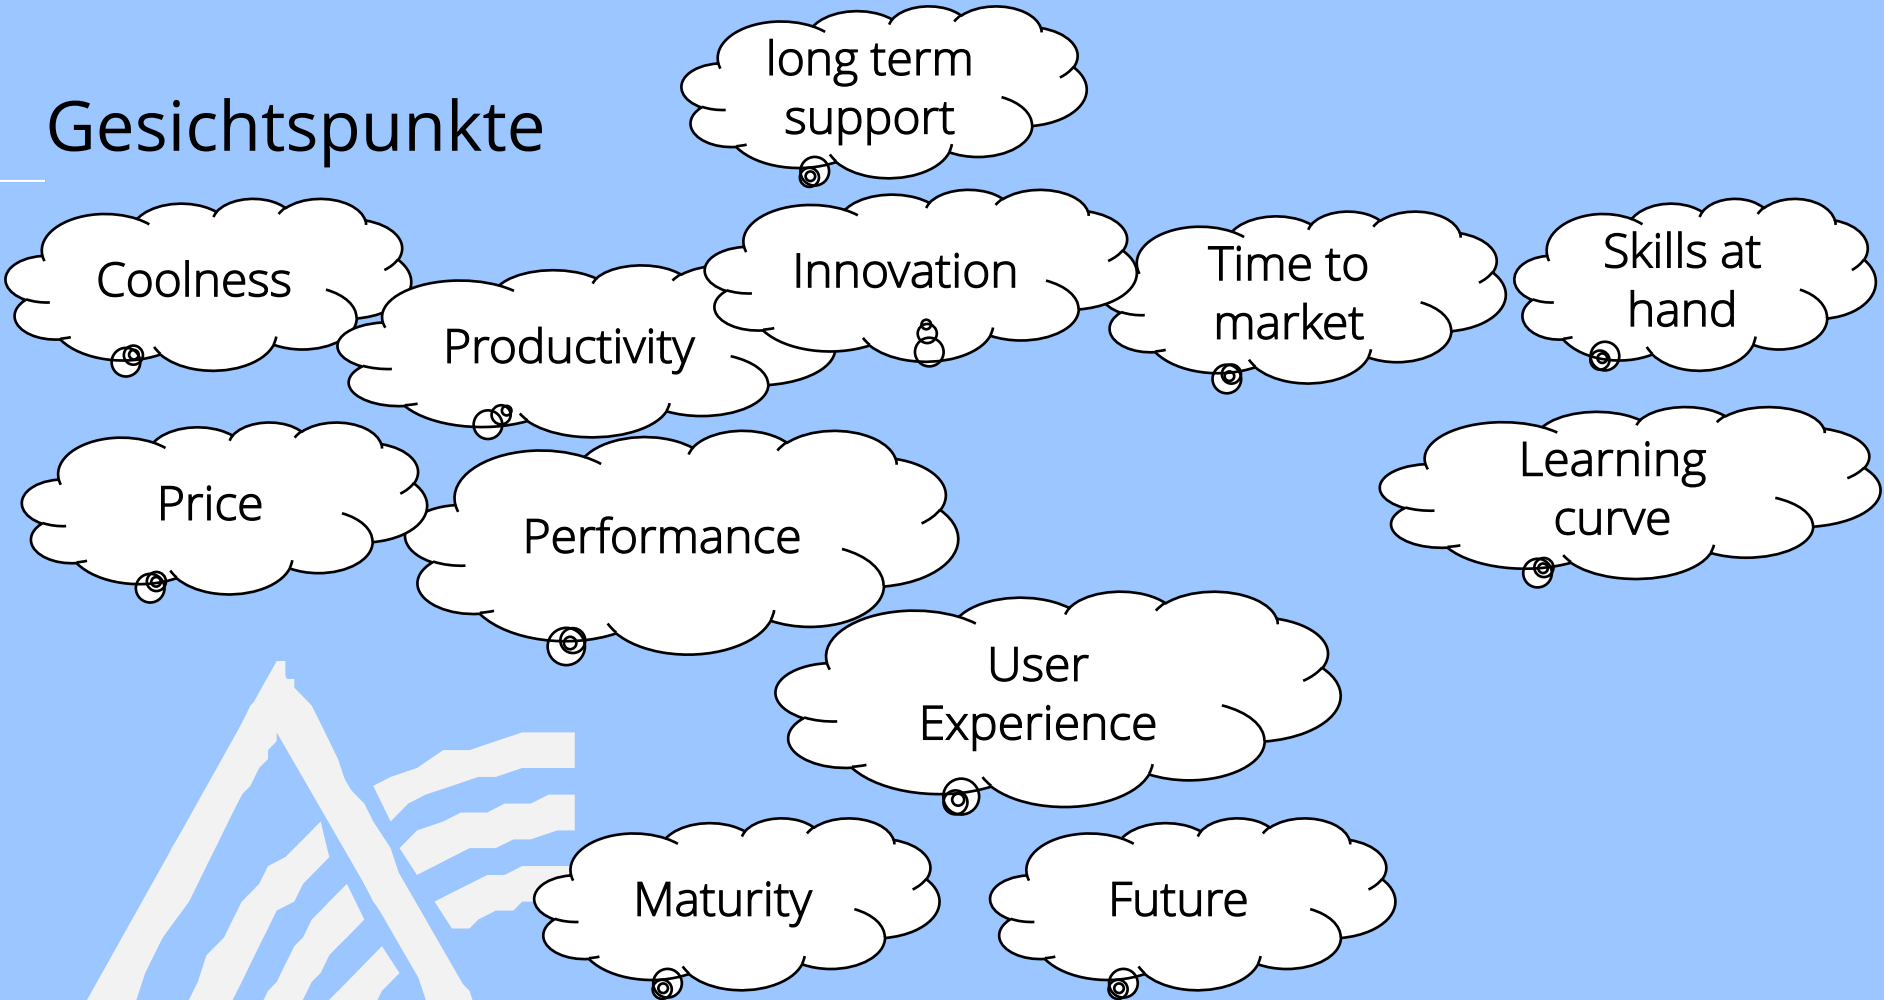 Gesichtspunkte
long term
support
Coolness
Productivity
Innovation
Time to
market
Skills at
hand
Price
Performance
Learning
curve
User
Experience
Maturity
Future